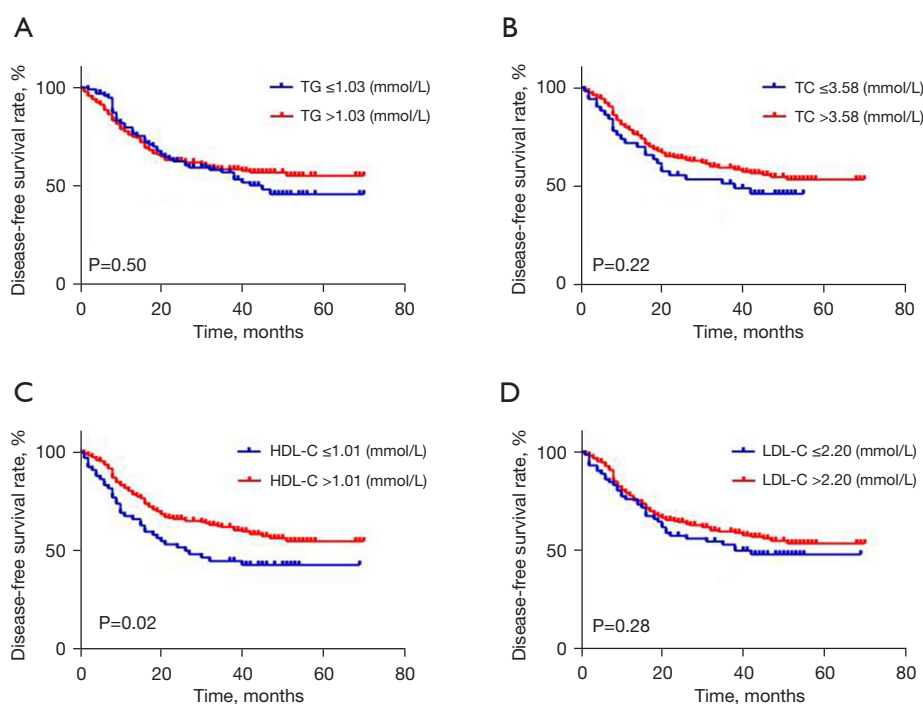 A
Disease-free survival rate, %
100
50
0
TG ≤1.03 (mmol/L)
TG >1.03 (mmol/L)
P=0.50
0 20 40 60 80
Time, months
B
Disease-free survival rate, %
100
50
0
TC ≤3.58 (mmol/L)
TC >3.58 (mmol/L)
P=0.22
0 20 40 60 80
Time, months
C
Disease-free survival rate, %
100
50
0
HDL-C ≤1.01 (mmol/L)
HDL-C >1.01 (mmol/L)
P=0.02
0 20 40 60 80
Time, months
D
Disease-free survival rate, %
100
50
0
LDL-C ≤2.20 (mmol/L)
LDL-C >2.20 (mmol/L)
P=0.28
0 20 40 60 80
Time, months